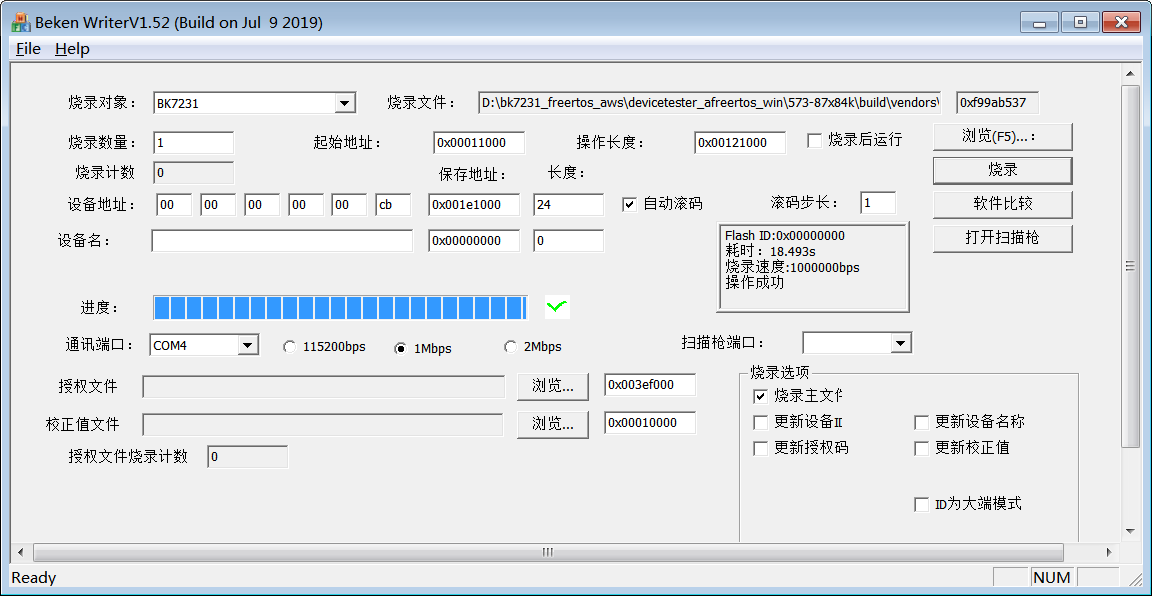 Beken WriterV1.52 (Build on Jul  9 2019)
File Help
烧录对象： BK7231 烧录文件： D:\bk7231_freertos_aws\devicetester_afreertos_win\573-87x84k\build\vendors\ 0xf99ab537
烧录数量： 1 起始地址： 0x00011000 操作长度： 0x00121000 烧录后运行 浏览(F5)...：
烧录计数 0 保存地址： 长度： 烧录
设备地址： 00 00 00 00 00 cb 0x001e1000 24 自动滚码 滚码步长： 1 软件比较
设备名： 0x00000000 0 打开扫描枪
Flash ID:0x00000000
耗时：18.493s
烧录速度:1000000bps
操作成功
进度：
通讯端口： COM4 115200bps 1Mbps 2Mbps 扫描枪端口：
授权文件 浏览... 0x003ef000
校正值文件 浏览... 0x00010000
授权文件烧录计数 0
烧录选项
烧录主文件
更新设备II 更新设备名称
更新授权码 更新校正值
ID为大端模式
Ready NUM